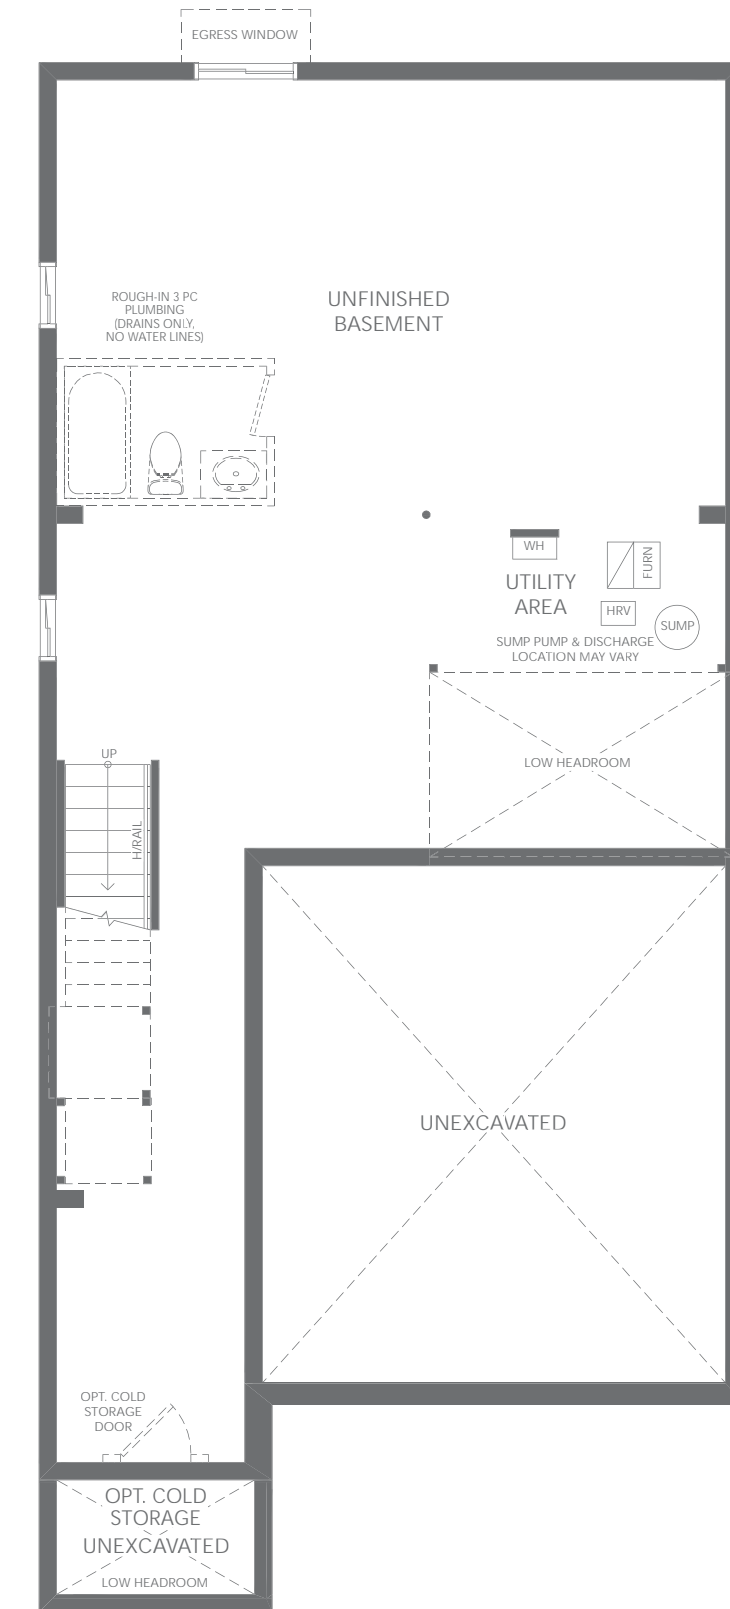 EGRESS WINDOW
ROUGH-IN 3 PC
PLUMBING
(DRAINS ONLY,
NO WATER LINES)
UNFINISHED
BASEMENT
WH
FURN
UTILITY
AREA
HRV
SUMP
SUMP PUMP & DISCHARGE
LOCATION MAY VARY
UP
LOW HEADROOM
H/RAIL
UNEXCAVATED
OPT. COLD
STORAGE
DOOR
OPT. COLD
STORAGE
UNEXCAVATED
LOW HEADROOM